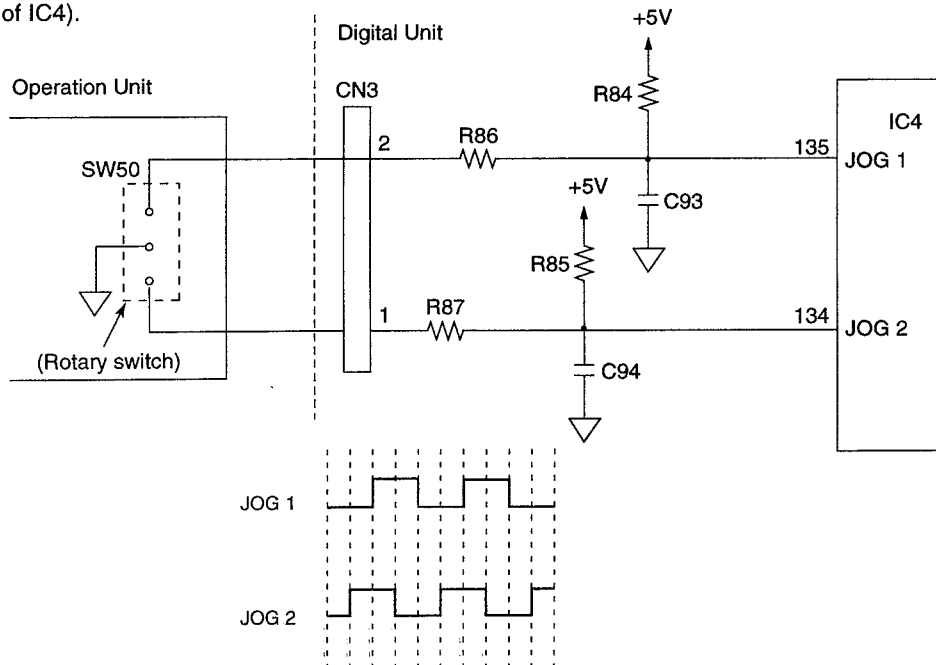 of IC4).
Digital Unit
+5V
Operation Unit
CN3
R84
IC4
2
R86
135
JOG 1
SW50
+5V
C93
R85
1
R87
134
JOG 2
(Rotary switch)
C94
JOG 1
JOG 2